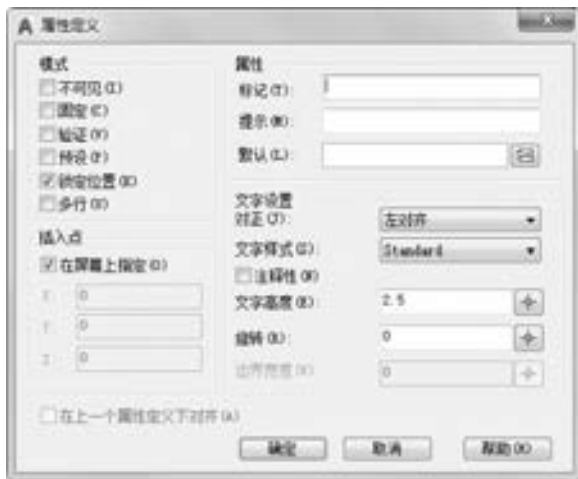 属性定义
模式
不可见(I)
固定(C)
验证(V)
预设(P)
锁定位置(K)
多行(U)
插入点
在屏幕上指定(O)
X: 0
Y: 0
Z: 0
在上一个属性定义下对齐(A)
属性
标记(T):
提示(M):
默认(L):
文字设置
对正(J): 左对齐
文字样式(S): Standard
注释性(N)
文字高度(E): 2.5
旋转(R): 0
边界宽度(W): 0
确定 取消 帮助(H)